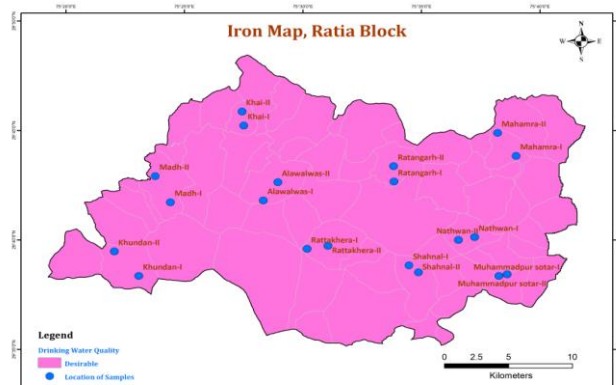 Iron Map, Ratia Block
N
W E
S
Khai-II
Khai-I
Mahamra-II
Mahamra-I
Madh-II
Madh-I
Alawalwas-II
Alawalwas-I
Ratangarh-II
Ratangarh-I
Khundan-II
Khundan-I
Rattakhera-I
Rattakhera-II
Nathwan-II
Nathwan-I
Shahnal-I
Shahnal-II
Muhammadpur sotar-I
Muhammadpur sotar-II
Legend
Drinking Water Quality
Desirable
Location of Samples
0 2.5 5 10
Kilometers